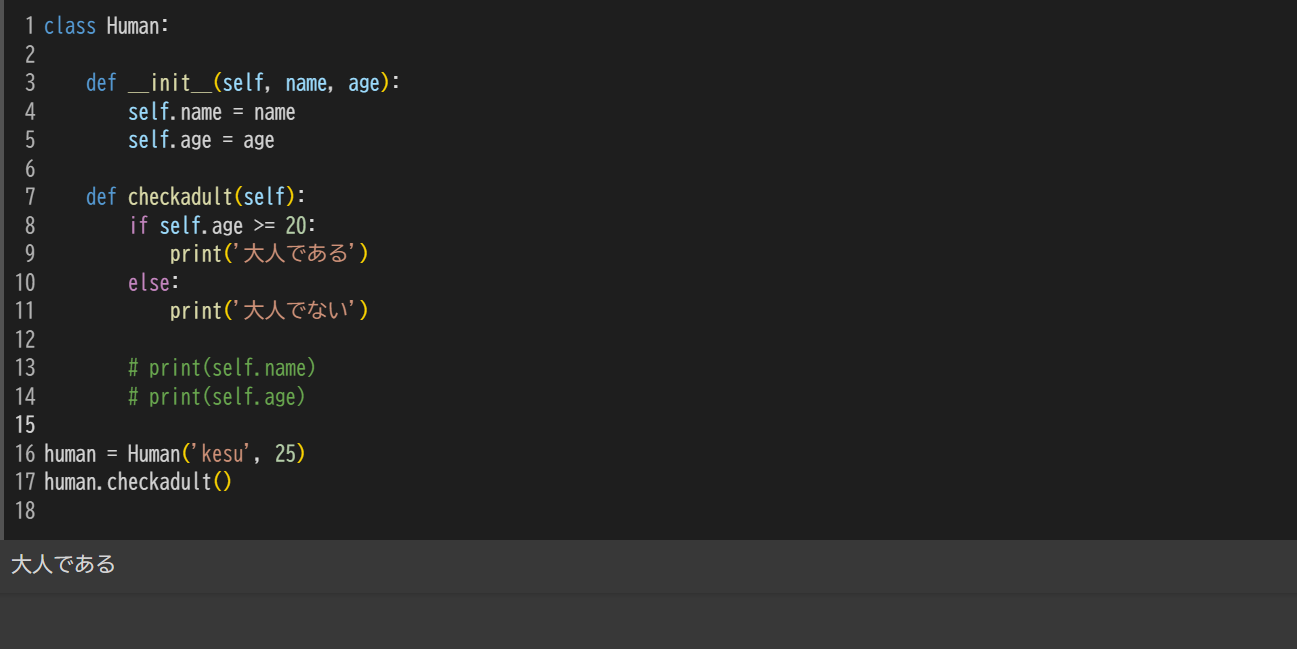 1 class Human:
2
3     def __init__(self, name, age):
4         self.name = name
5         self.age = age
6
7     def checkadult(self):
8         if self.age >= 20:
9             print('大人である')
10         else:
11             print('大人でない')
12
13         # print(self.name)
14         # print(self.age)
15
16 human = Human('kesu', 25)
17 human.checkadult()
18
大人である